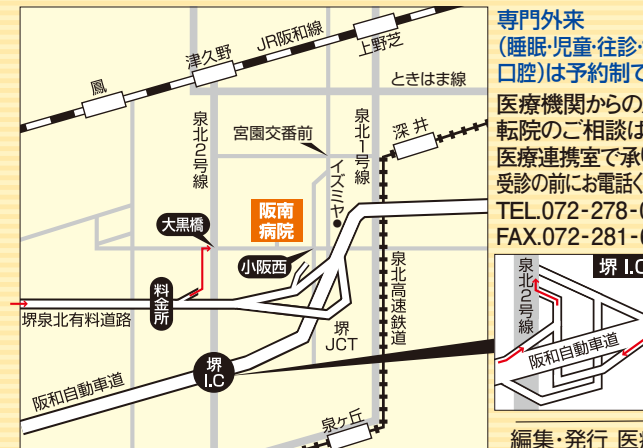 専門外来
(睡眠・児童・往診・
口腔)は予約制で
医療機関からの
転院のご相談は
医療連携室で承
受診の前にお電話く
TEL.072-278-
FAX.072-281-
鳳
津久野
JR阪和線
上野芝
ときはま線
泉北2号線
宮園交番前
泉北1号線
深井
イズミヤ
阪南
病院
大黒橋
小阪西
料金所
堺泉北有料道路
堺
JCT
泉北高速鉄道
堺
I.C
阪和自動車道
泉ヶ丘
堺 I.C
泉北2号線
阪和自動車道
編集・発行 医